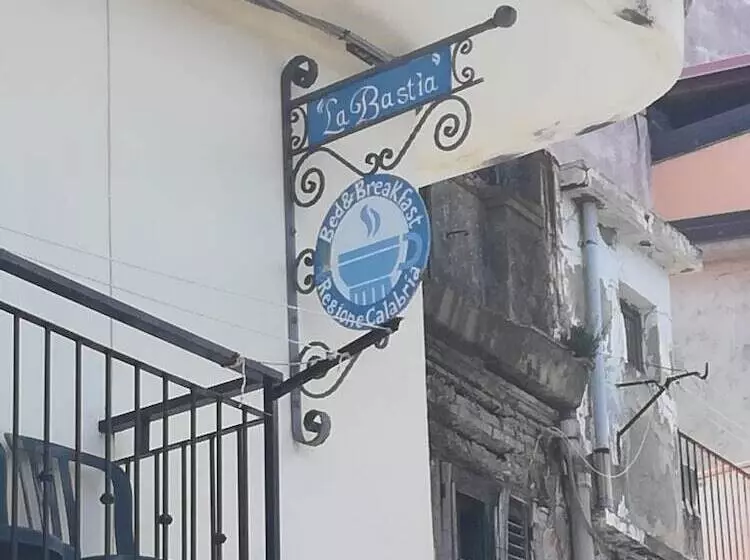 "La Bastia"
Bed&Breakfast
Regione Calabria